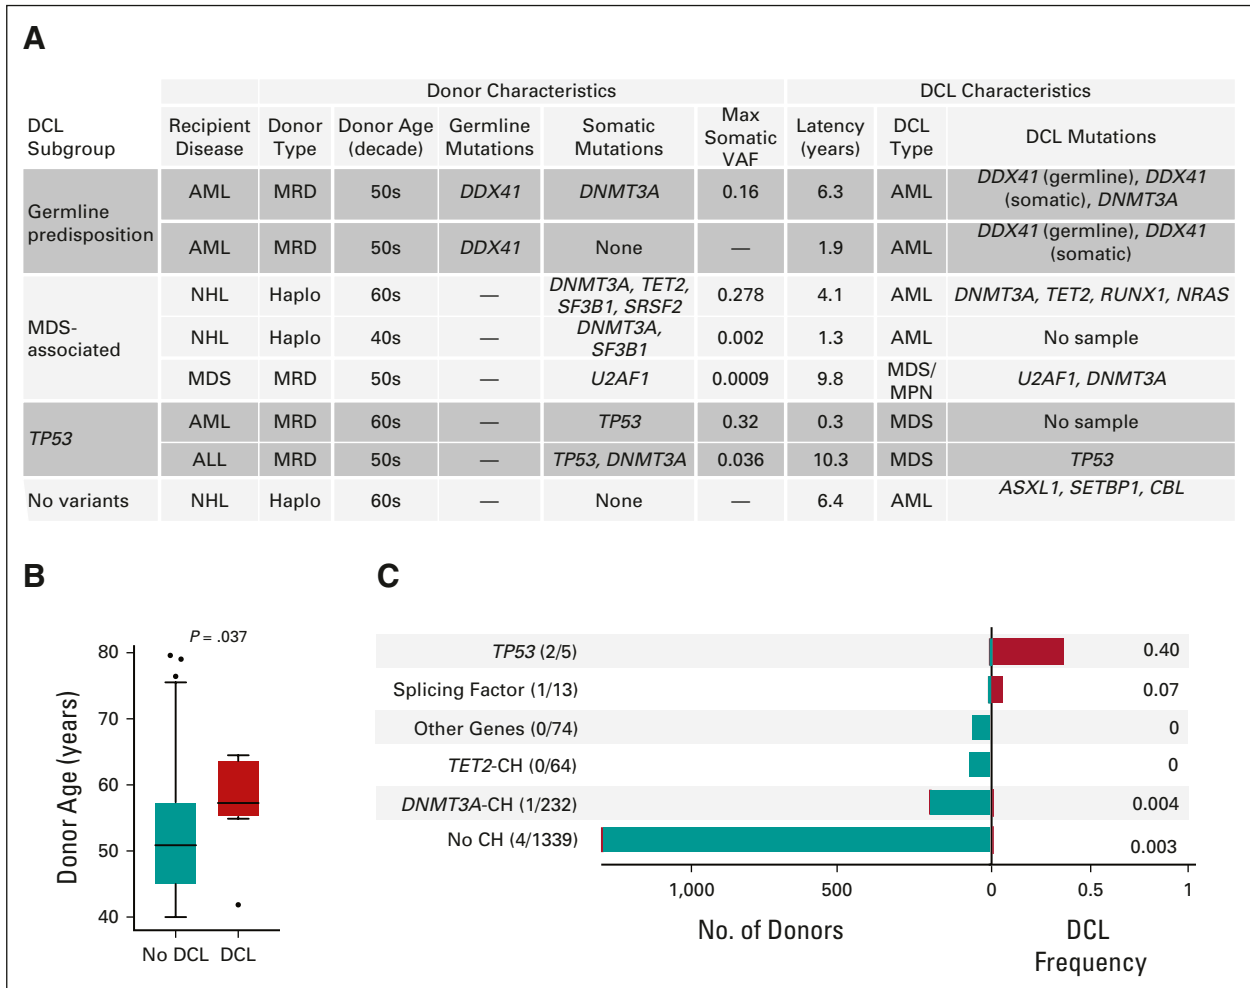 A
Donor Characteristics DCL Characteristics
DCL Subgroup Recipient Disease Donor Type Donor Age (decade) Germline Mutations Somatic Mutations Max Somatic VAF Latency (years) DCL Type DCL Mutations
Germline predisposition AML MRD 50s DDX41 DNMT3A 0.16 6.3 AML DDX41 (germline), DDX41 (somatic), DNMT3A
AML MRD 50s DDX41 None — 1.9 AML DDX41 (germline), DDX41 (somatic)
MDS-associated NHL Haplo 60s — DNMT3A, TET2, SF3B1, SRSF2 0.278 4.1 AML DNMT3A, TET2, RUNX1, NRAS
NHL Haplo 40s — DNMT3A, SF3B1 0.002 1.3 AML No sample
MDS MRD 50s — U2AF1 0.0009 9.8 MDS/MPN U2AF1, DNMT3A
TP53 AML MRD 60s — TP53 0.32 0.3 MDS No sample
ALL MRD 50s — TP53, DNMT3A 0.036 10.3 MDS TP53
No variants NHL Haplo 60s — None — 6.4 AML ASXL1, SETBP1, CBL
B
P = .037
Donor Age (years)
80
70
60
50
40
No DCL DCL
C
TP53 (2/5) 0.40
Splicing Factor (1/13) 0.07
Other Genes (0/74) 0
TET2-CH (0/64) 0
DNMT3A-CH (1/232) 0.004
No CH (4/1339) 0.003
1,000 500 0 0.5 1
No. of Donors DCL
Frequency